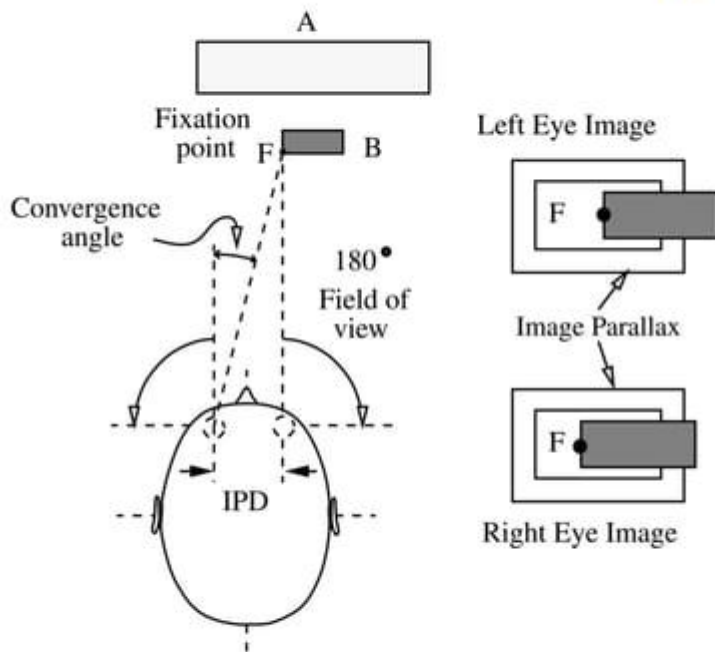 A
Fixation
point
F
B
Convergence
angle
180°
Field of
view
IPD
Left Eye Image
F
Image Parallax
F
Right Eye Image